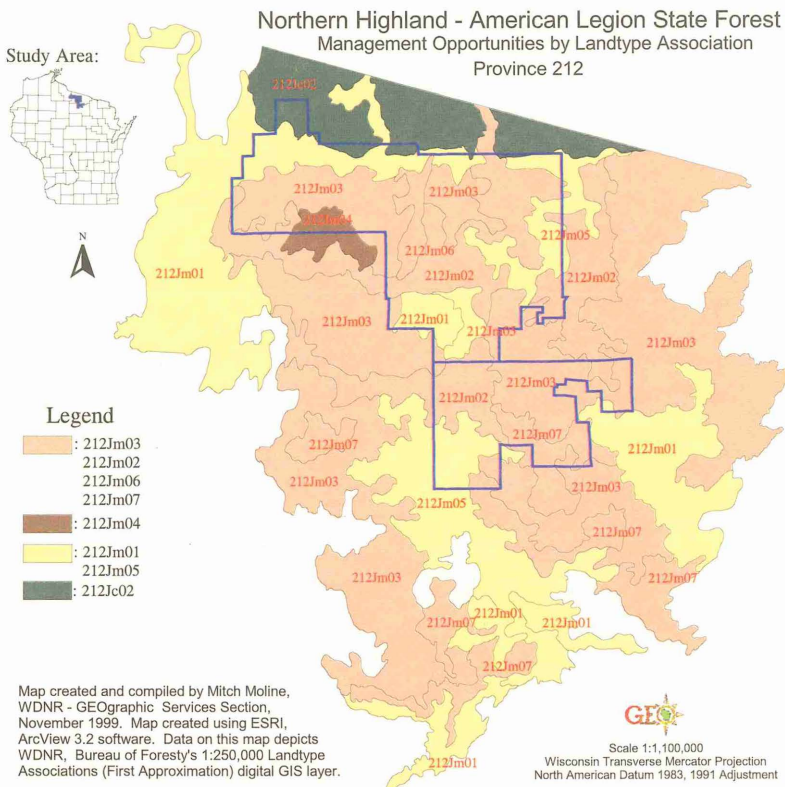 Northern Highland - American Legion State Forest
Management Opportunities by Landtype Association
Province 212
Study Area:
N
212Jc02
212Jm03
212Jm03
212Jm04
212Jm05
212Jm06
212Jm01
212Jm02
212Jm02
212Jm01
212Jm03
212Jm03
212Jm03
212Jm03
212Jm02
212Jm07
212Jm07
212Jm01
212Jm03
212Jm03
212Jm05
212Jm07
212Jm03
212Jm07
212Jm01
212Jm01
212Jm07
212Jm07
212Jm01
Legend
: 212Jm03
212Jm02
212Jm06
212Jm07
: 212Jm04
: 212Jm01
212Jm05
: 212Jc02
Map created and compiled by Mitch Moline,
WDNR - GEOgraphic Services Section,
November 1999. Map created using ESRI,
ArcView 3.2 software. Data on this map depicts
WDNR, Bureau of Foresty's 1:250,000 Landtype
Associations (First Approximation) digital GIS layer.
GEO
Scale 1:1,100,000
Wisconsin Transverse Mercator Projection
North American Datum 1983, 1991 Adjustment